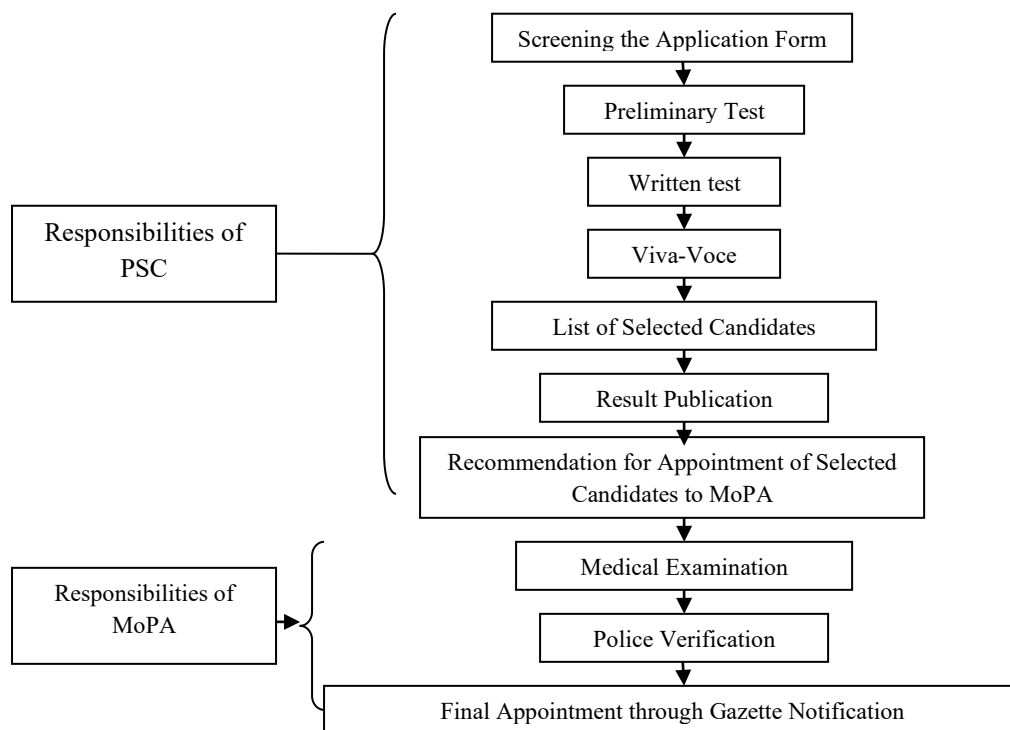 Screening the Application Form
Preliminary Test
Written test
Viva-Voce
Responsibilities of
PSC
List of Selected Candidates
Result Publication
Recommendation for Appointment of Selected
Candidates to MoPA
Medical Examination
Responsibilities of
MoPA
Police Verification
Final Appointment through Gazette Notification